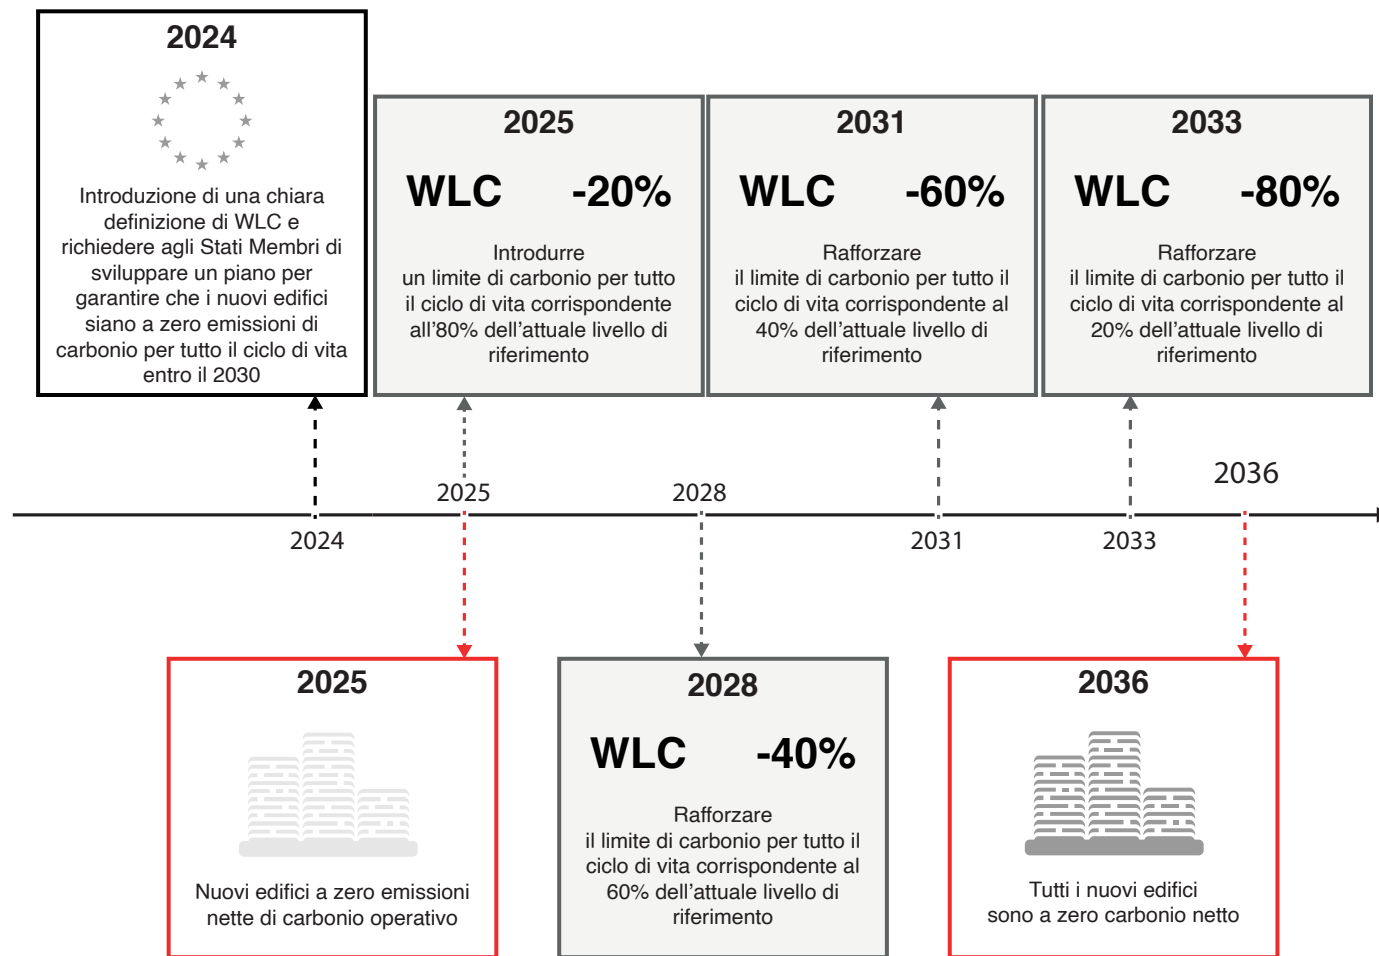 2024
Introduzione di una chiara
definizione di WLC e
richiedere agli Stati Membri di
sviluppare un piano per
garantire che i nuovi edifici
siano a zero emissioni di
carbonio per tutto il ciclo di vita
entro il 2030
2025
WLC -20%
Introdurre
un limite di carbonio per tutto
il ciclo di vita corrispondente
all'80% dell'attuale livello di
riferimento
2031
WLC -60%
Rafforzare
il limite di carbonio per tutto il
ciclo di vita corrispondente al
40% dell'attuale livello di
riferimento
2033
WLC -80%
Rafforzare
il limite di carbonio per tutto il
ciclo di vita corrispondente al
20% dell'attuale livello di
riferimento
2025
2028
2036
2024
2031
2033
2025
Nuovi edifici a zero emissioni
nette di carbonio operativo
2028
WLC -40%
Rafforzare
il limite di carbonio per tutto il
ciclo di vita corrispondente al
60% dell'attuale livello di
riferimento
2036
Tutti i nuovi edifici
sono a zero carbonio netto